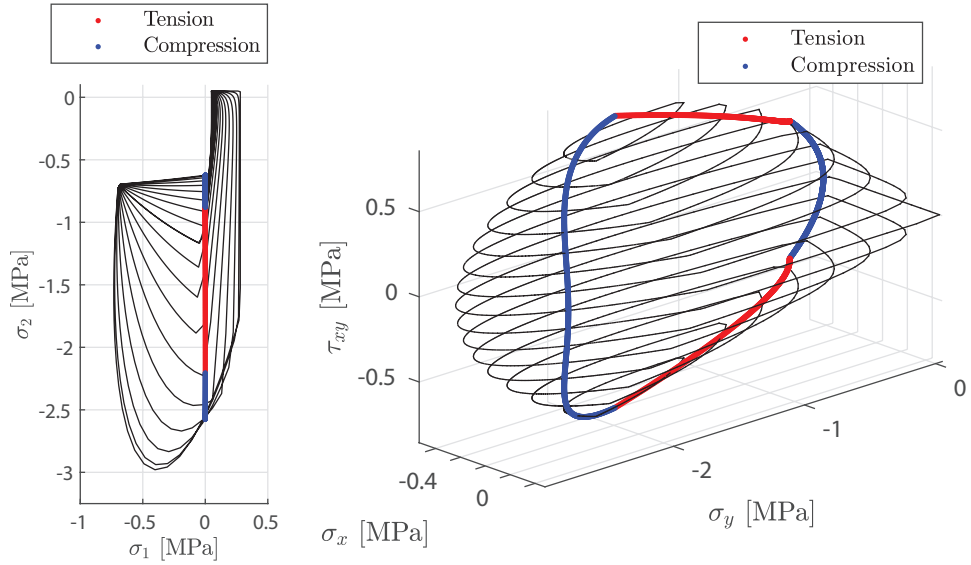 Tension
Compression
0
-0.5
-1
-1.5
-2
-2.5
-3
σ2 [MPa]
-1
-0.5
0
0.5
σ1 [MPa]
Tension
Compression
0.5
0
-0.5
τxy [MPa]
-0.4
0
σx [MPa]
-2
-1
0
σy [MPa]